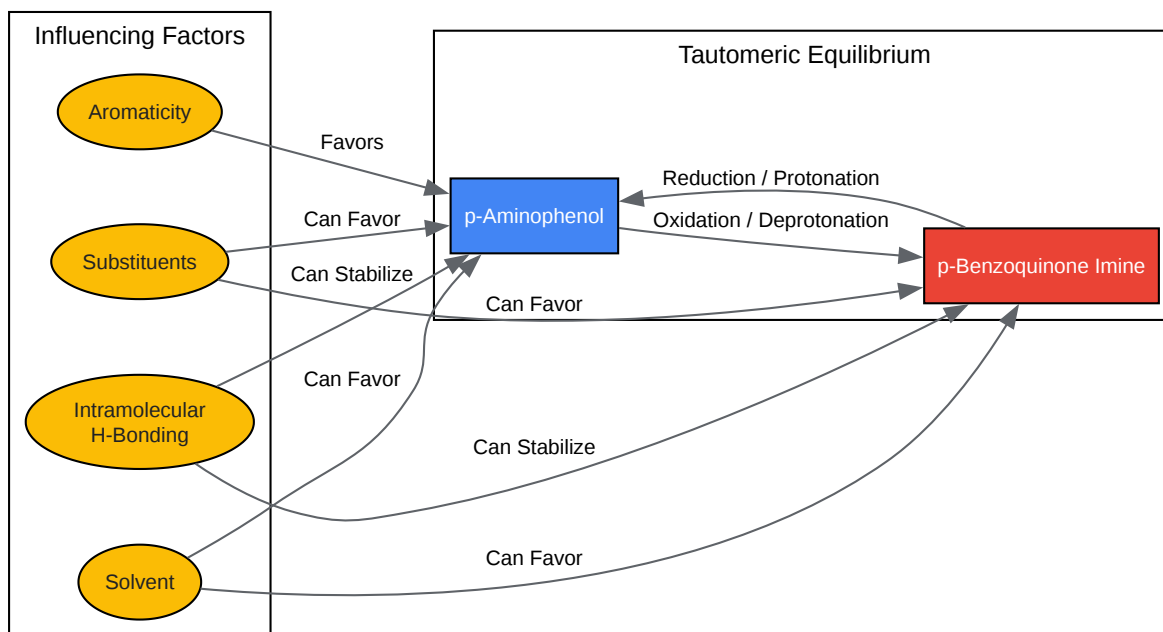 Influencing Factors
Tautomeric Equilibrium
Aromaticity
Favors
Reduction / Protonation
p-Aminophenol
Can Favor
Oxidation / Deprotonation
Substituents
p-Benzoquinone Imine
Can Stabilize
Can Favor
Can Favor
Intramolecular
H-Bonding
Can Stabilize
Can Favor
Solvent